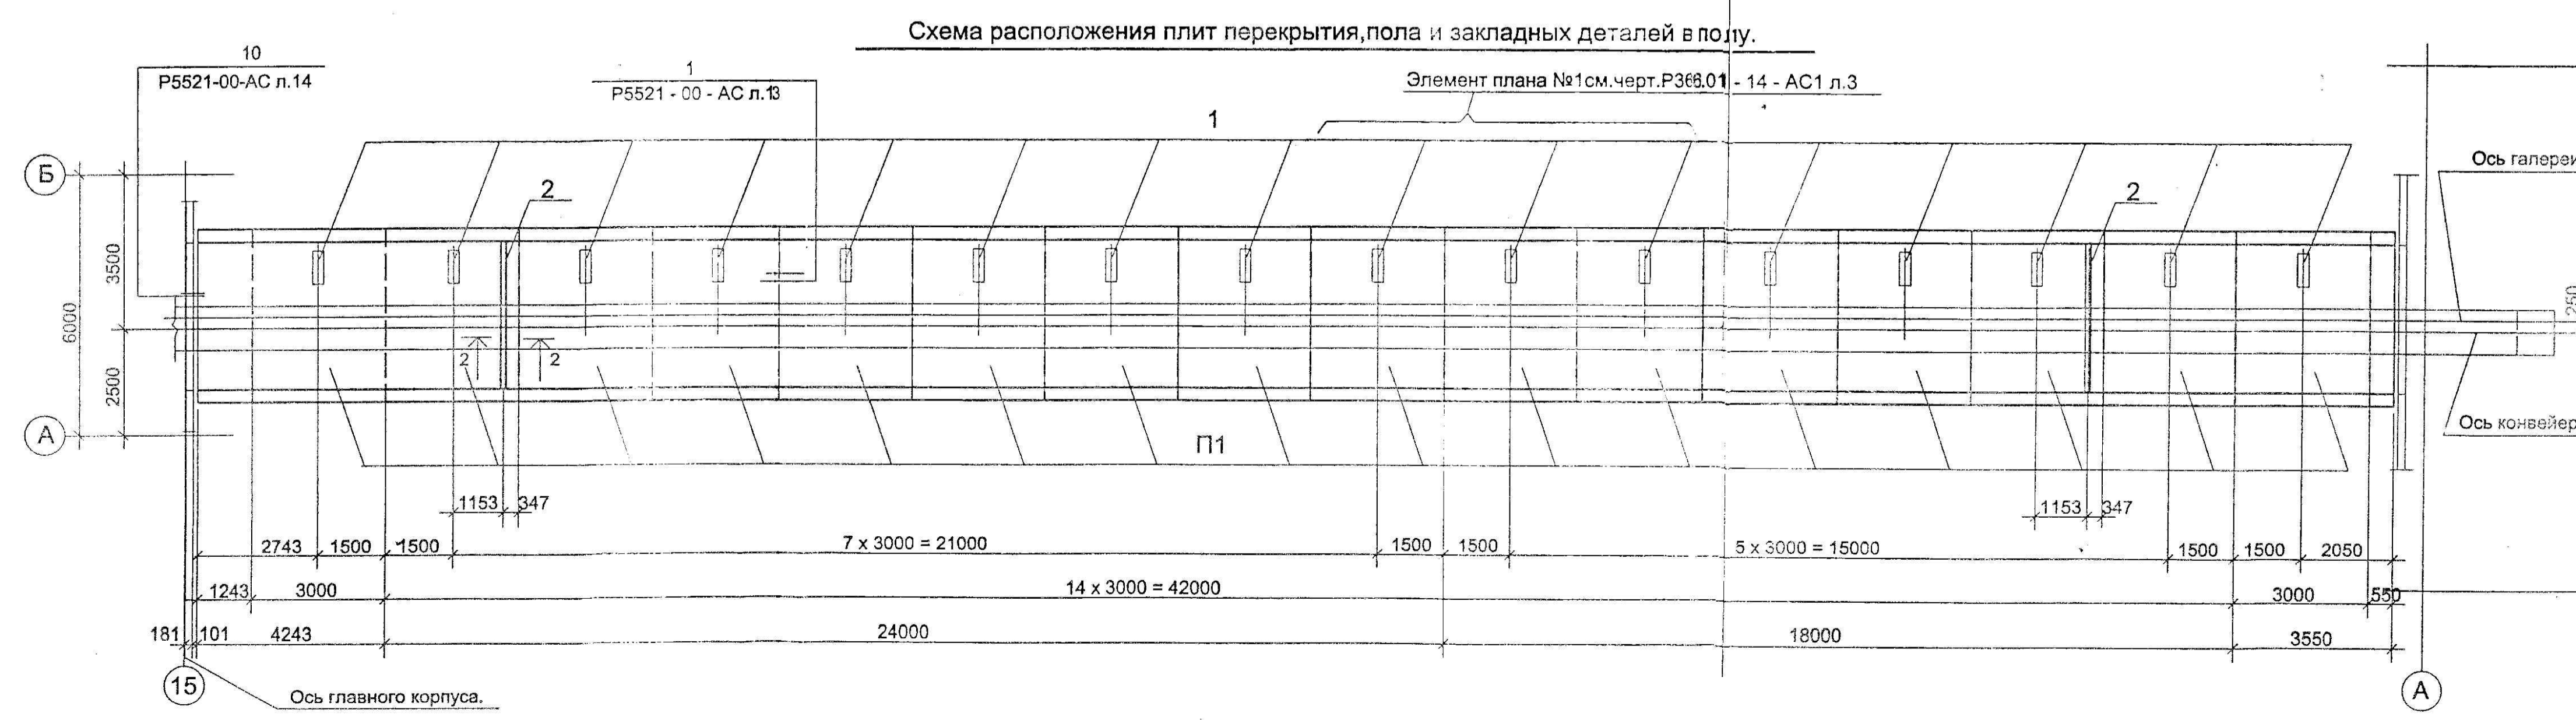 Схема расположения плит перекрытия,пола и закладных деталей в полу.
10
Р5521-00-АС л.14
1
Р5521 - 00 - АС л.13
Элемент плана №1см.черт.Р366.01 - 14 - АС1 л.3
1
Б
2
2
Ось галереи
3500
6000
2500
250
2
2
А
П1
Ось конвейер
1153
347
1153
347
2743
1500
1500
7 x 3000 = 21000
1500
1500
5 x 3000 = 15000
1500
1500
2050
1243
3000
14 x 3000 = 42000
3000
550
181
101
4243
24000
18000
3550
15
Ось главного корпуса.
А